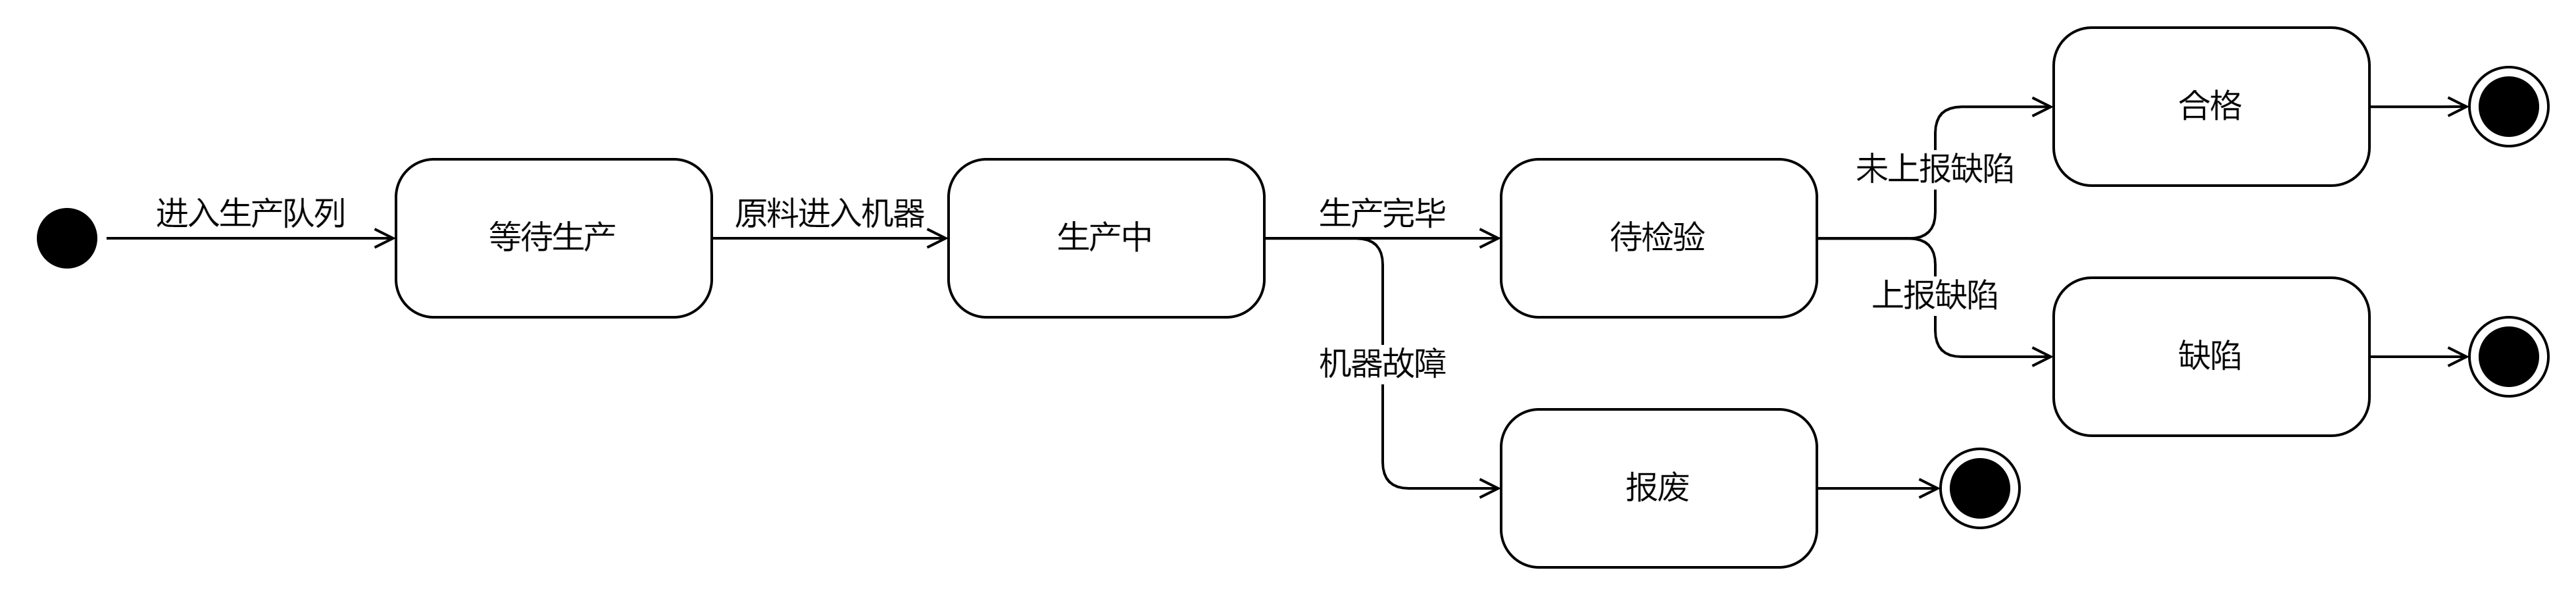 进入生产队列
等待生产
原料进入机器
生产中
生产完毕
机器故障
待检验
报废
未上报缺陷
上报缺陷
合格
缺陷